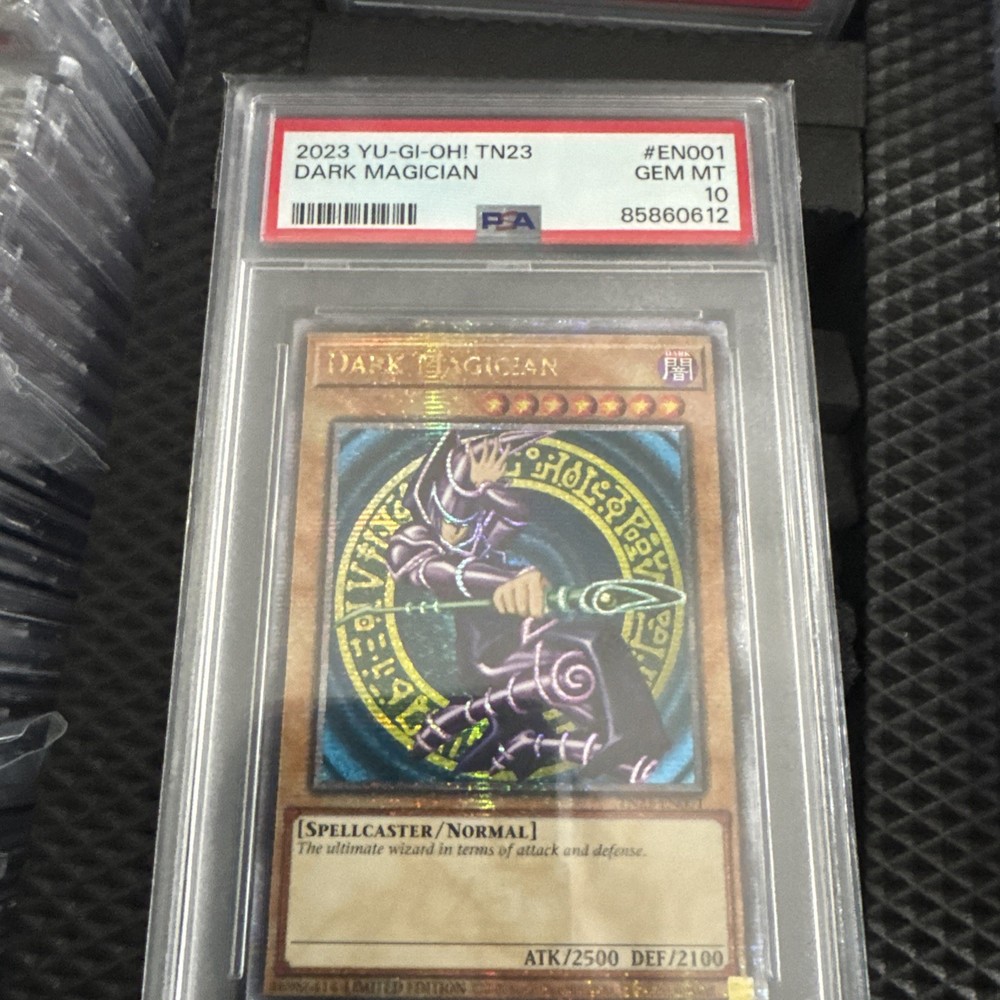 2023 YU-GI-OH! TN23 #EN001
DARK MAGICIAN GEM MT
10
PSA 85860612
DARK MAGICIAN
DARK
闇
[SPELLCASTER/NORMAL]
The ultimate wizard in terms of attack and defense.
ATK/2500 DEF/2100
LIMITED EDITION